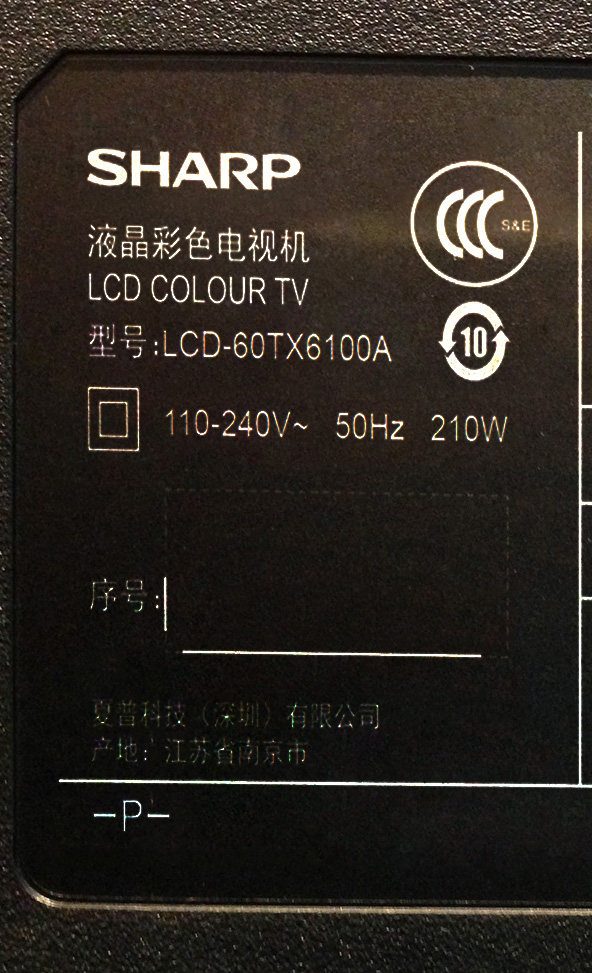 SHARP
S&E
液晶彩色电视机
LCD COLOUR TV
型号:LCD-60TX6100A
10
110-240V~ 50Hz 210W
序号:
夏普科技（深圳）有限公司
产地：江苏省南京市
-P-